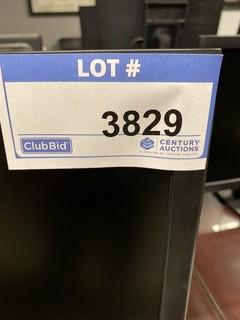 LOT #
3829
ClubBid
CENTURY
AUCTIONS